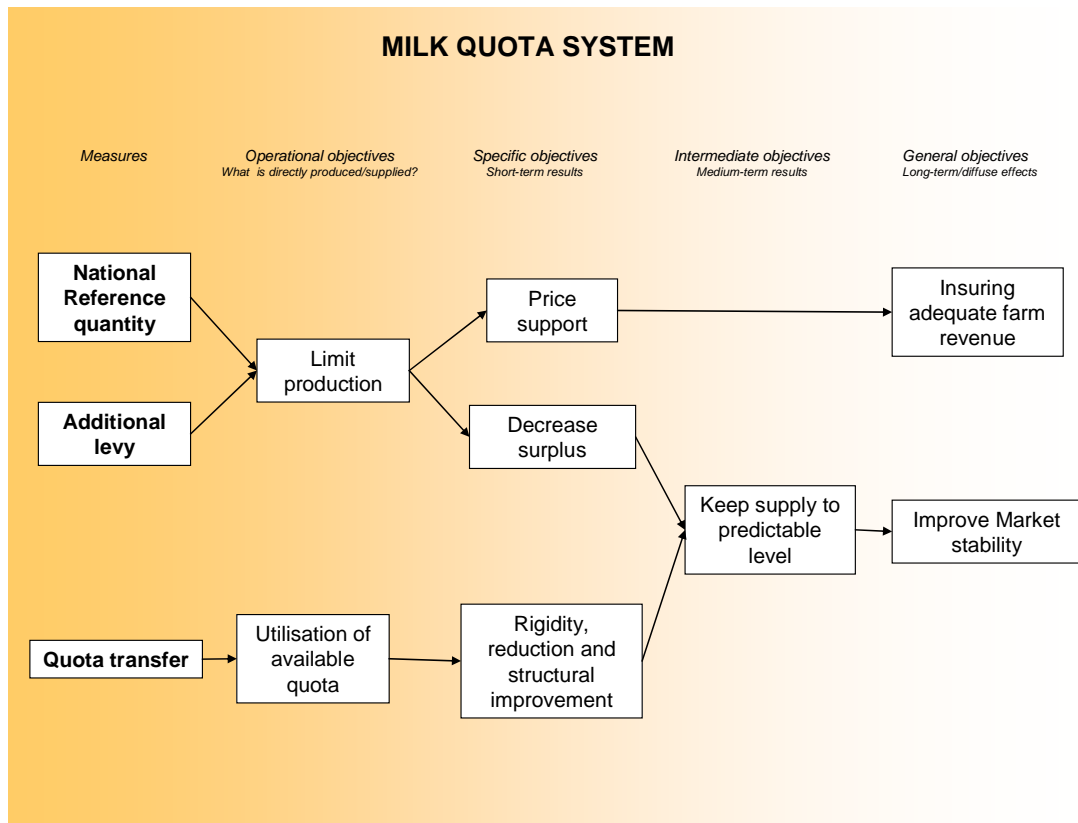 MILK QUOTA SYSTEM
Measures
Operational objectives
What is directly produced/supplied?
Specific objectives
Short-term results
Intermediate objectives
Medium-term results
General objectives
Long-term/diffuse effects
National
Reference
quantity
Additional
levy
Limit
production
Price
support
Decrease
surplus
Insuring
adequate farm
revenue
Keep supply to
predictable
level
Improve Market
stability
Quota transfer
Utilisation of
available
quota
Rigidity,
reduction and
structural
improvement